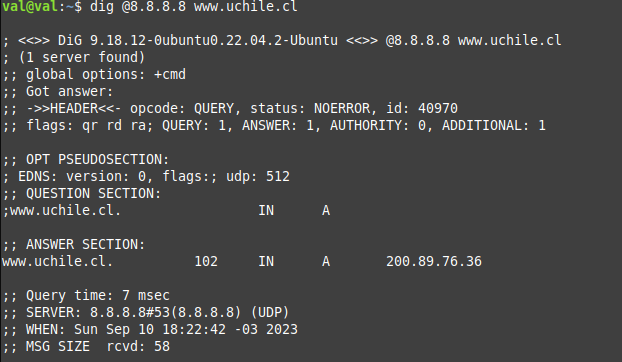 val@val:~$ dig @8.8.8.8 www.uchile.cl

; <<>> DiG 9.18.12-0ubuntu0.22.04.2-Ubuntu <<>> @8.8.8.8 www.uchile.cl
; (1 server found)
;; global options: +cmd
;; Got answer:
;; ->>HEADER<<- opcode: QUERY, status: NOERROR, id: 40970
;; flags: qr rd ra; QUERY: 1, ANSWER: 1, AUTHORITY: 0, ADDITIONAL: 1

;; OPT PSEUDOSECTION:
; EDNS: version: 0, flags:; udp: 512
;; QUESTION SECTION:
;www.uchile.cl.                 IN      A

;; ANSWER SECTION:
www.uchile.cl.          102     IN      A       200.89.76.36

;; Query time: 7 msec
;; SERVER: 8.8.8.8#53(8.8.8.8) (UDP)
;; WHEN: Sun Sep 10 18:22:42 -03 2023
;; MSG SIZE  rcvd: 58